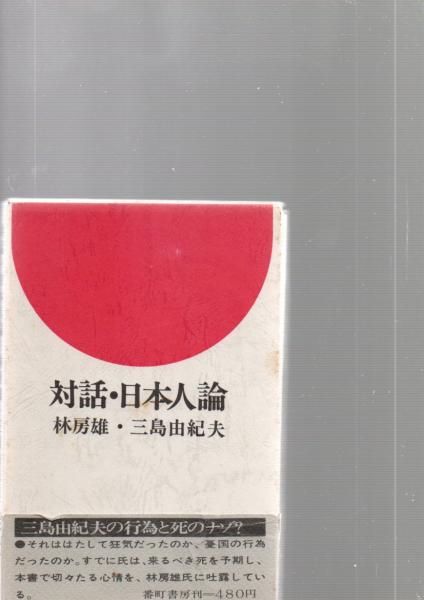 対話・日本人論
林房雄・三島由紀夫
三島由紀夫の行為と死のナゾ?
●それははたして狂気だったのか、憂国の行為
だったのか。すでに氏は、来るべき死を予期し、
本書で切々たる心情を、林房雄氏に吐露してい
る。 番町書房刊―480円